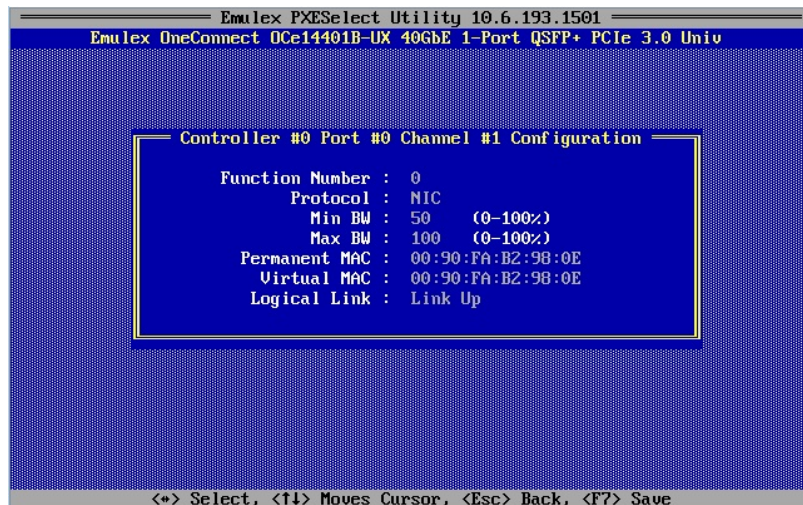 Emulex PXESelect Utility 10.6.193.1501
Emulex OneConnect OCe14401B-UX 40GbE 1-Port QSFP+ PCIe 3.0 Univ
Controller #0 Port #0 Channel #1 Configuration
Function Number : 0
Protocol : NIC
Min BW : 50 (0-100%)
Max BW : 100 (0-100%)
Permanent MAC : 00:90:FA:B2:98:0E
Virtual MAC : 00:90:FA:B2:98:0E
Logical Link : Link Up
<↔> Select, <↑↓> Moves Cursor, <Esc> Back, <F7> Save